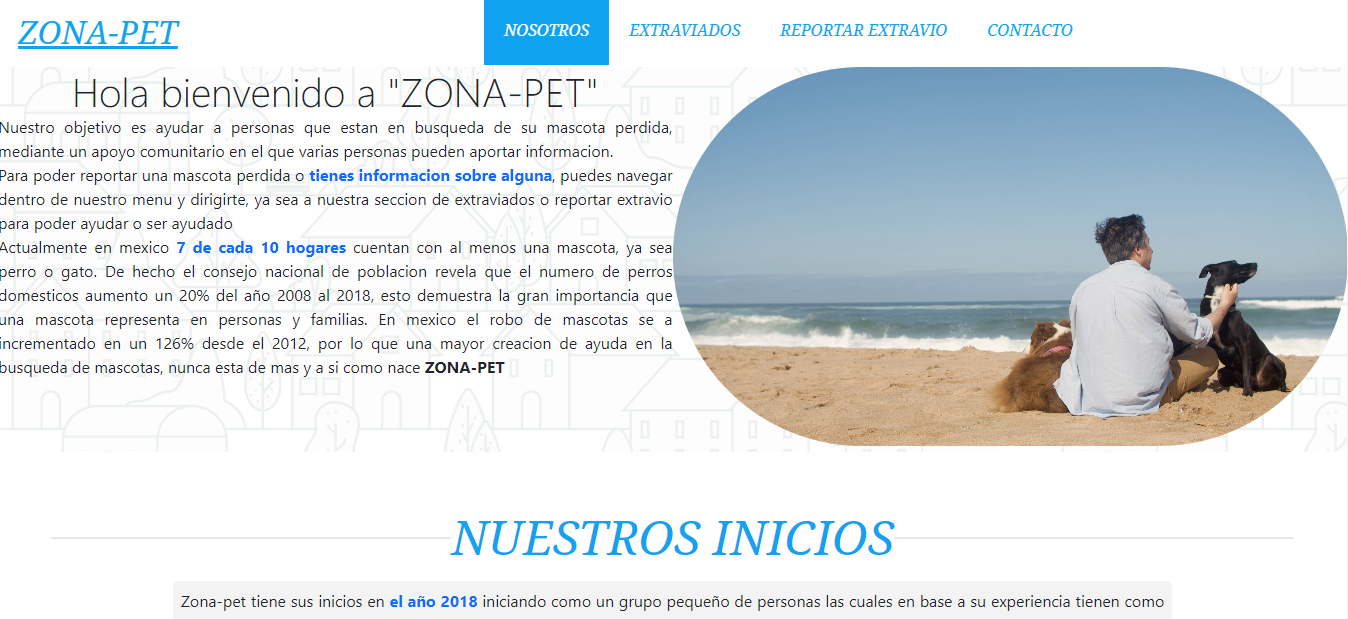 ZONA-PET
NOSOTROS
EXTRAVIADOS
REPORTAR EXTRAVIO
CONTACTO
Hola bienvenido a "ZONA-PET"
Nuestro objetivo es ayudar a personas que estan en busqueda de su mascota perdida,
mediante un apoyo comunitario en el que varias personas pueden aportar informacion.
Para poder reportar una mascota perdida o tienes informacion sobre alguna, puedes navegar
dentro de nuestro menu y dirigirte, ya sea a nuestra seccion de extraviados o reportar extravio
para poder ayudar o ser ayudado
Actualmente en mexico 7 de cada 10 hogares cuentan con al menos una mascota, ya sea
perro o gato. De hecho el consejo nacional de poblacion revela que el numero de perros
domesticos aumento un 20% del año 2008 al 2018, esto demuestra la gran importancia que
una mascota representa en personas y familias. En mexico el robo de mascotas se a
incrementado en un 126% desde el 2012, por lo que una mayor creacion de ayuda en la
busqueda de mascotas, nunca esta de mas y a si como nace ZONA-PET
NUESTROS INICIOS
Zona-pet tiene sus inicios en el año 2018 iniciando como un grupo pequeño de personas las cuales en base a su experiencia tienen como